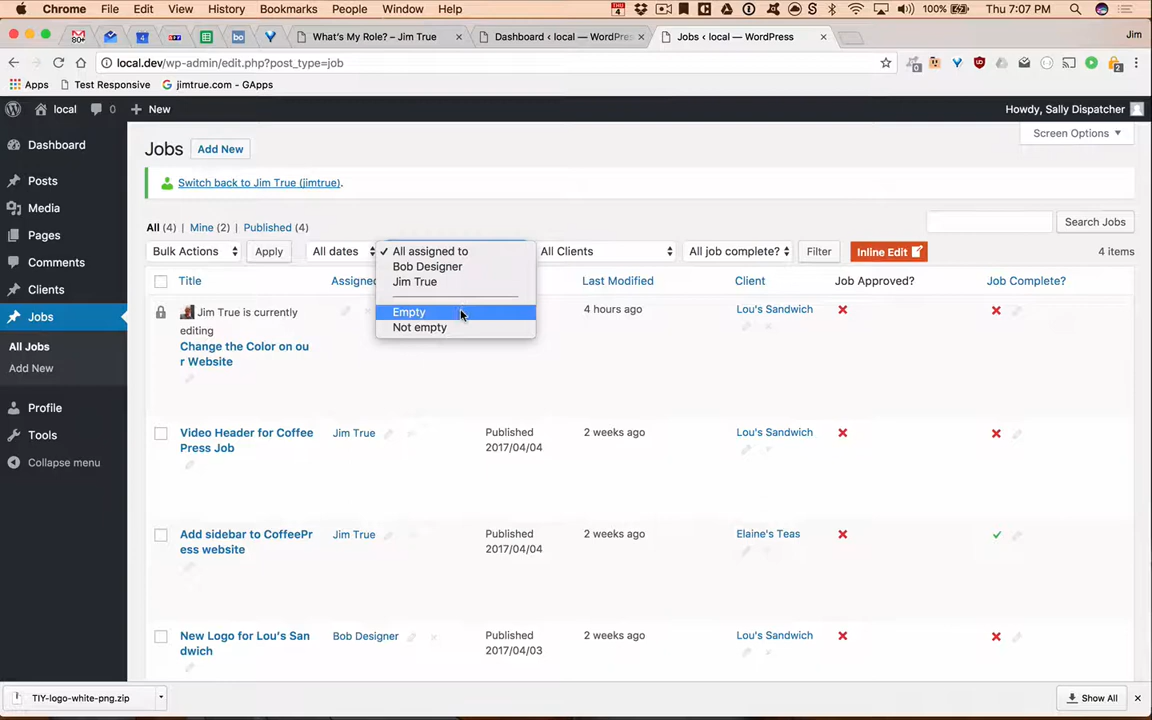 Chrome File Edit View History Bookmarks People Window Help 100% Thu 7:07 PM
What's My Role? – Jim True Dashboard ‹ local — WordPress Jobs ‹ local — WordPress Jim
local.dev/wp-admin/edit.php?post_type=job
Apps Test Responsive jimtrue.com - GApps
local 0 New Howdy, Sally Dispatcher
Screen Options
Dashboard
Posts
Media
Pages
Comments
Clients
Jobs
All Jobs
Add New
Profile
Tools
Collapse menu
Jobs Add New
Switch back to Jim True (jimtrue).
All (4) | Mine (2) | Published (4) Search Jobs
Bulk Actions Apply All dates All Clients All job complete? Filter Inline Edit 4 items
All assigned to
Bob Designer
Jim True
Empty
Not empty
Title Assigned Last Modified Client Job Approved? Job Complete?
Jim True is currently
editing
Change the Color on ou
r Website
4 hours ago Lou's Sandwich
Video Header for Coffee
Press Job
Jim True Published
2017/04/04
2 weeks ago Lou's Sandwich
Add sidebar to CoffeePr
ess website
Jim True Published
2017/04/04
2 weeks ago Elaine's Teas
New Logo for Lou's San
dwich
Bob Designer Published
2017/04/03
2 weeks ago Lou's Sandwich
TIY-logo-white-png.zip Show All